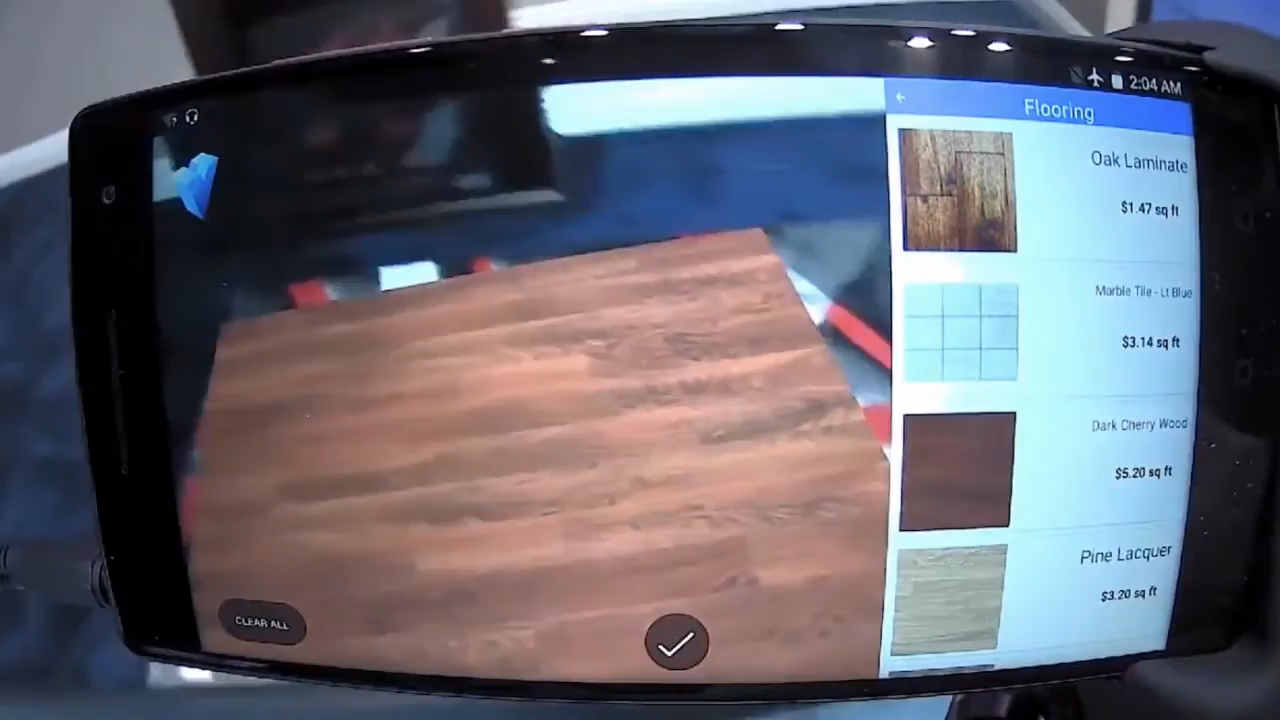 2:04 AM
Flooring
Oak Laminate
$1.47 sq ft
Marble Tile - Lt Blue
$3.14 sq ft
Dark Cherry Wood
$5.20 sq ft
Pine Lacquer
$3.20 sq ft
CLEAR ALL